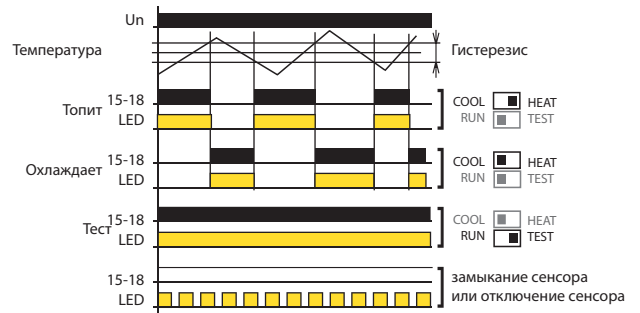 Un
Температура Гистерезис
Топит 15-18 COOL HEAT
LED RUN TEST
Охлаждает 15-18 COOL HEAT
LED RUN TEST
Тест 15-18 COOL HEAT
LED RUN TEST
15-18 замыкание сенсора
LED или отключение сенсора